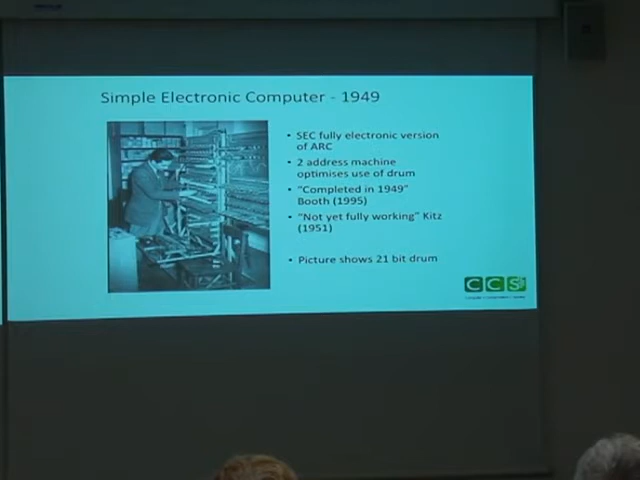 Simple Electronic Computer - 1949
• SEC fully electronic version
of ARC
• 2 address machine
optimises use of drum
• "Completed in 1949"
Booth (1995)
• "Not yet fully working" Kitz
(1951)
• Picture shows 21 bit drum
CCS